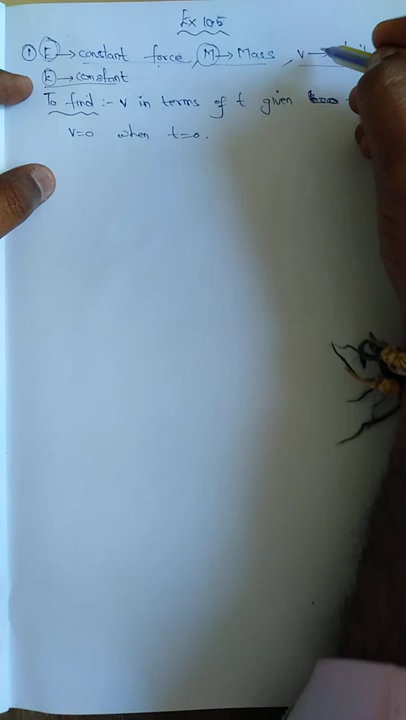 Ex 10.5
① F → constant force, M → Mass, v →
k → constant
To find :- v in terms of t given
v=0 when t=0.